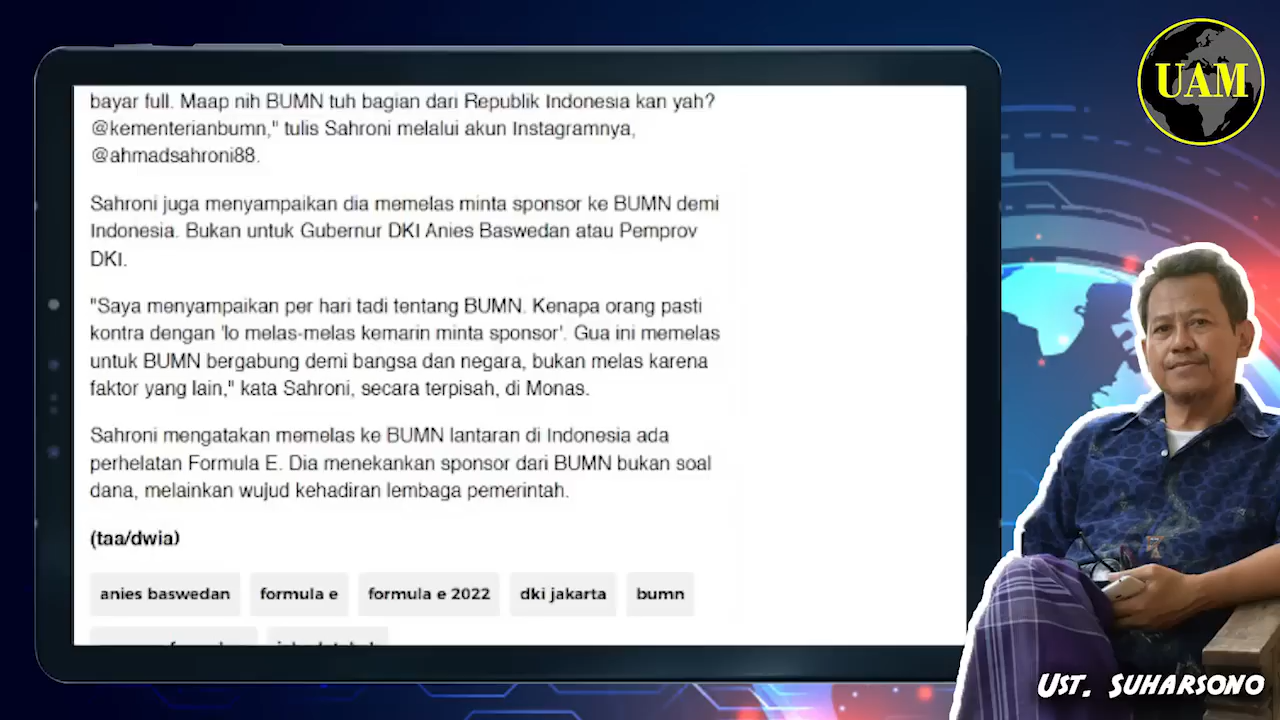 UAM
bayar full. Maap nih BUMN tuh bagian dari Republik Indonesia kan yah?
@kementerianbumn," tulis Sahroni melalui akun Instagramnya,
@ahmadsahroni88.
Sahroni juga menyampaikan dia memelas minta sponsor ke BUMN demi
Indonesia. Bukan untuk Gubernur DKI Anies Baswedan atau Pemprov
DKI.
"Saya menyampaikan per hari tadi tentang BUMN. Kenapa orang pasti
kontra dengan 'lo melas-melas kemarin minta sponsor'. Gua ini memelas
untuk BUMN bergabung demi bangsa dan negara, bukan melas karena
faktor yang lain," kata Sahroni, secara terpisah, di Monas.
Sahroni mengatakan memelas ke BUMN lantaran di Indonesia ada
perhelatan Formula E. Dia menekankan sponsor dari BUMN bukan soal
dana, melainkan wujud kehadiran lembaga pemerintah.
(taa/dwia)
anies baswedan formula e formula e 2022 dki jakarta bumn
UST. SUHARSONO